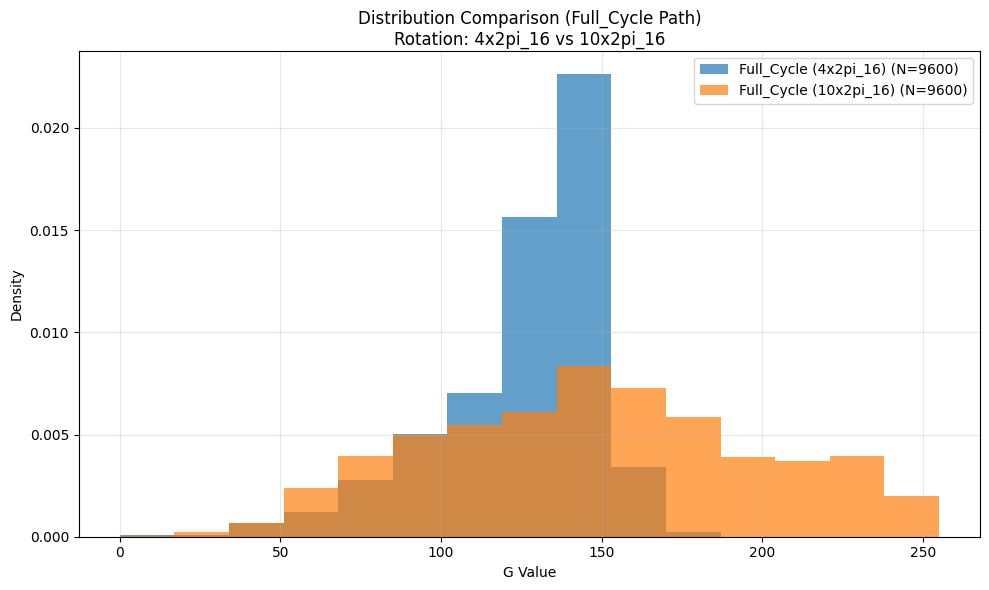 Distribution Comparison (Full_Cycle Path)
Rotation: 4x2pi_16 vs 10x2pi_16
Full_Cycle (4x2pi_16) (N=9600)
Full_Cycle (10x2pi_16) (N=9600)
Density
0.020
0.015
0.010
0.005
0.000
0 50 100 150 200 250
G Value